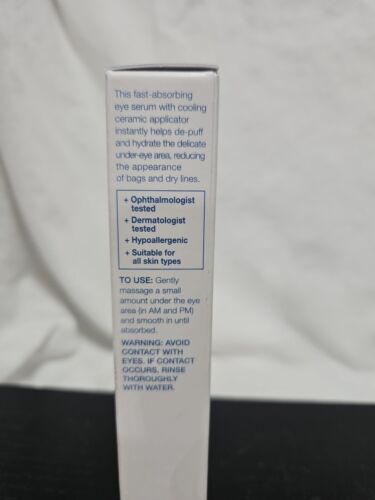 This fast-absorbing
eye serum with cooling
ceramic applicator
instantly helps de-puff
and hydrate the delicate
under-eye area, reducing
the appearance
of bags and dry lines.
+ Ophthalmologist
tested
+ Dermatologist
tested
+ Hypoallergenic
+ Suitable for
all skin types
TO USE: Gently
massage a small
amount under the eye
area (in AM and PM)
and smooth in until
absorbed.
WARNING: AVOID
CONTACT WITH
EYES. IF CONTACT
OCCURS, RINSE
THOROUGHLY
WITH WATER.